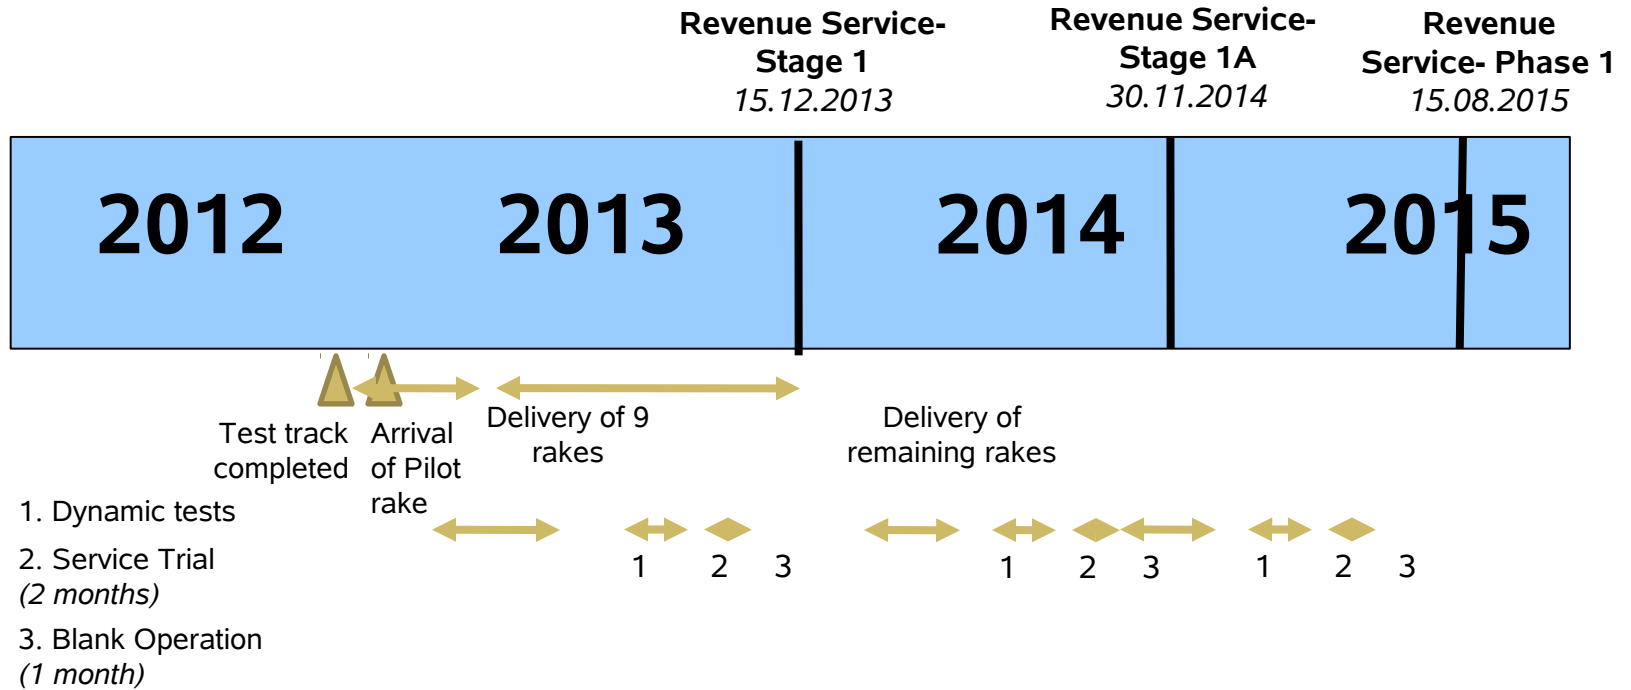 Revenue Service-
Stage 1
15.12.2013
Revenue Service-
Stage 1A
30.11.2014
Revenue
Service- Phase 1
15.08.2015
2012
2013
2014
2015
Test track
completed
Arrival
of Pilot
rake
Delivery of 9
rakes
Delivery of
remaining rakes
1. Dynamic tests
2. Service Trial
(2 months)
3. Blank Operation
(1 month)
1 2 3
1 2 3
1 2 3